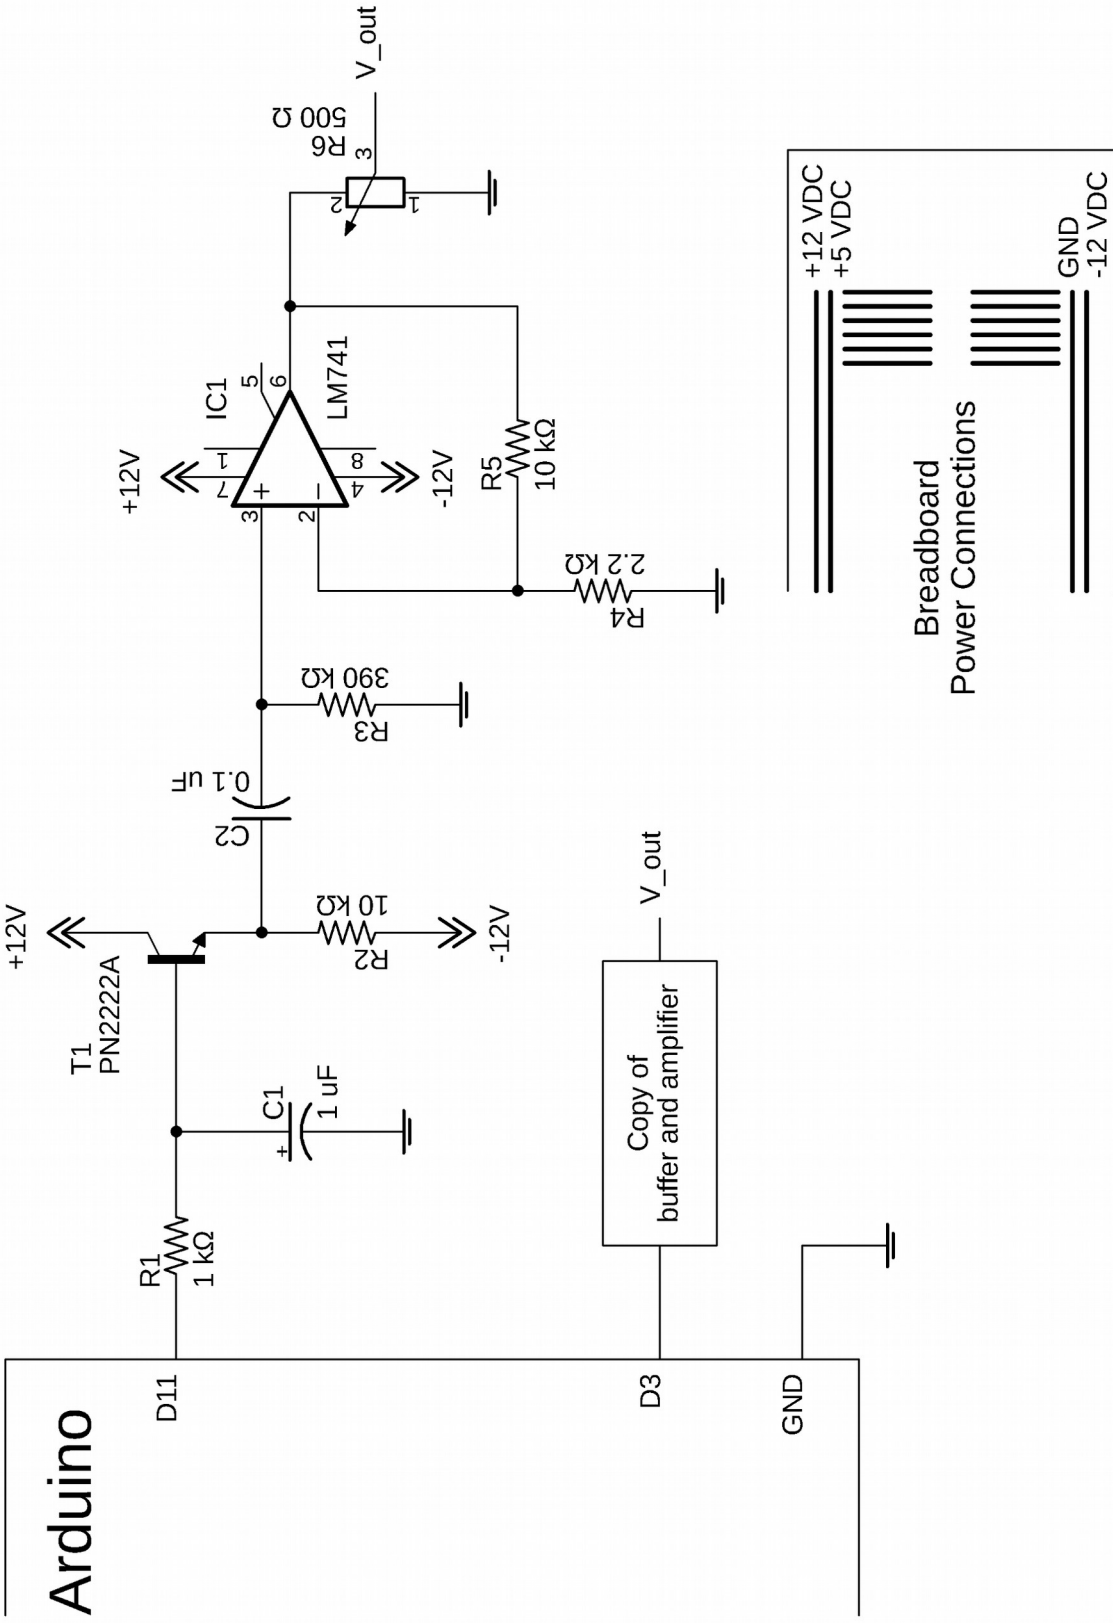 Arduino
D11
D3
GND
R1
1 kΩ
C1
1 uF
+
T1
PN2222A
+12V
R2
10 kΩ
-12V
C2
0.1 uF
R3
390 kΩ
R4
2.2 kΩ
R5
10 kΩ
+12V
-12V
IC1
LM741
3
2
+
−
7
1
4
8
5
6
R6
500 Ω
2
1
3
V_out
Copy of
buffer and amplifier
V_out
Breadboard
Power Connections
+12 VDC
+5 VDC
GND
-12 VDC